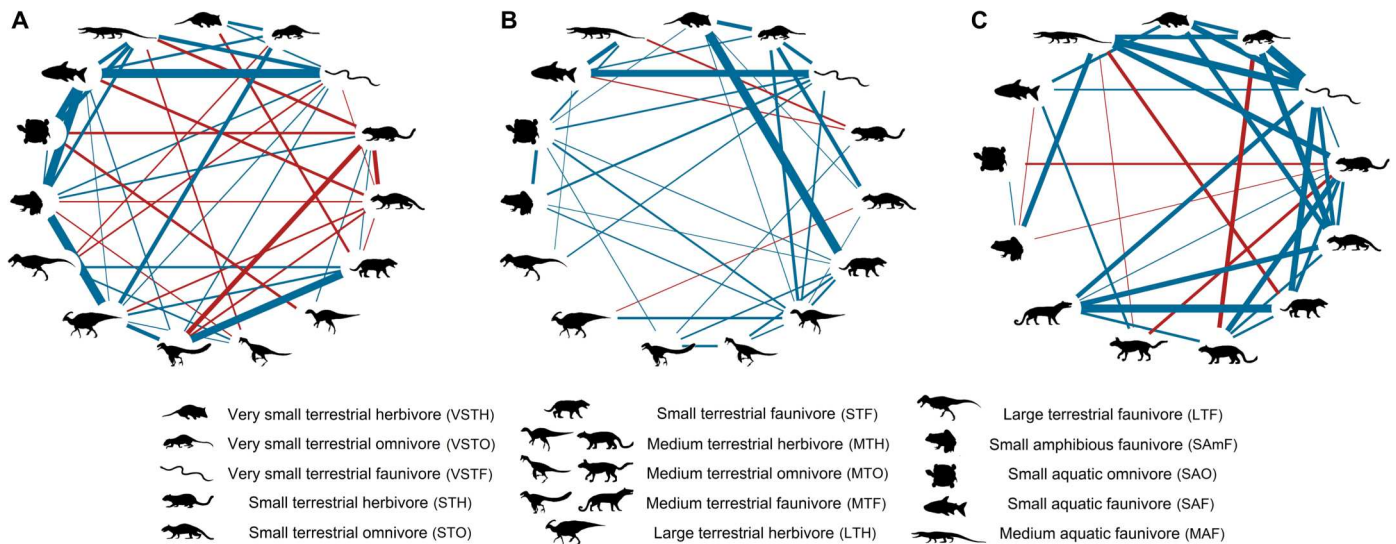 A
B
C
Very small terrestrial herbivore (VSTH)
Very small terrestrial omnivore (VSTO)
Very small terrestrial faunivore (VSTF)
Small terrestrial herbivore (STH)
Small terrestrial omnivore (STO)
Small terrestrial faunivore (STF)
Medium terrestrial herbivore (MTH)
Medium terrestrial omnivore (MTO)
Medium terrestrial faunivore (MTF)
Large terrestrial herbivore (LTH)
Large terrestrial faunivore (LTF)
Small amphibious faunivore (SAmF)
Small aquatic omnivore (SAO)
Small aquatic faunivore (SAF)
Medium aquatic faunivore (MAF)